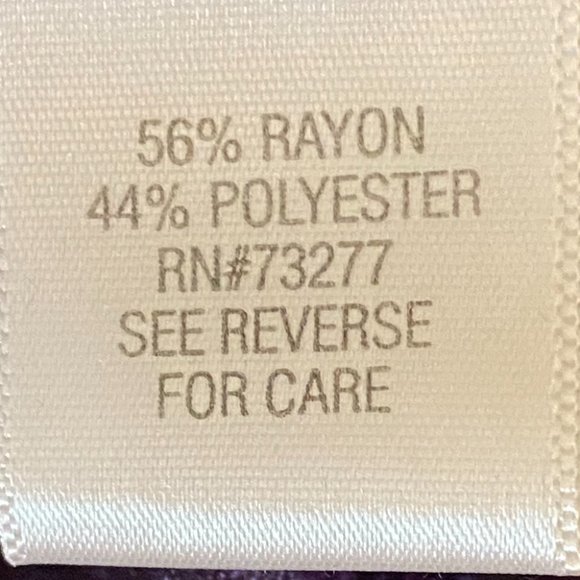 56% RAYON
44% POLYESTER
RN#73277
SEE REVERSE
FOR CARE